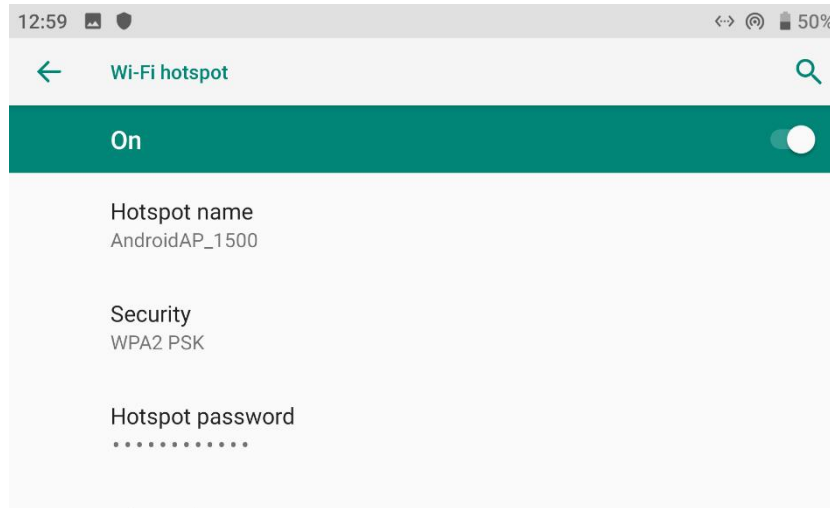 12:59 50%
Wi-Fi hotspot
On
Hotspot name
AndroidAP_1500
Security
WPA2 PSK
Hotspot password
••••••••••••